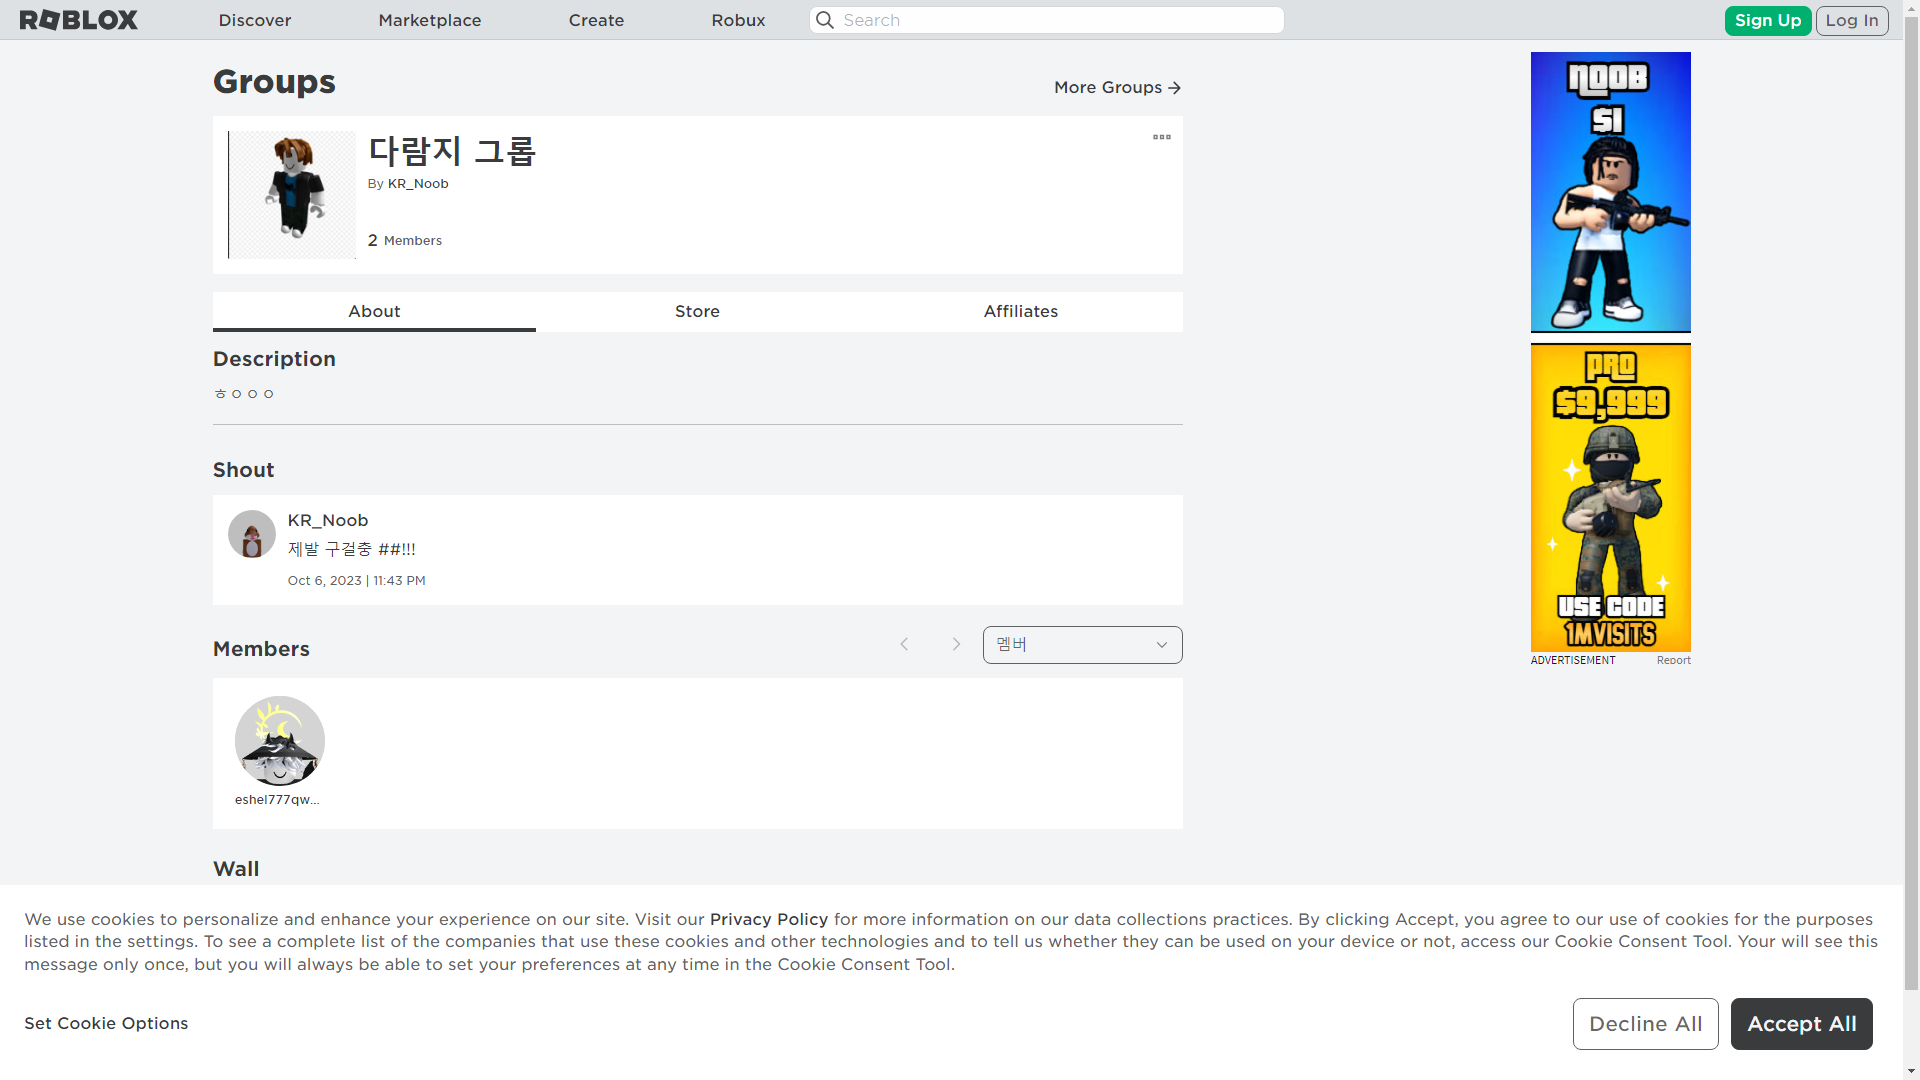 ROBLOX
Discover
Marketplace
Create
Robux
Search
Sign Up
Log In
Groups
More Groups
다람지 그룹
By KR_Noob
2 Members
About
Store
Affiliates
Description
ㅎㅇㅇㅇ
Shout
KR_Noob
제발 구걸중 ##!!!
Oct 6, 2023 | 11:43 PM
Members
멤버
eshel777qw...
Wall
NOOB
$1
PRO
$9,999
USE CODE
1MVISITS
ADVERTISEMENT
Report
We use cookies to personalize and enhance your experience on our site. Visit our Privacy Policy for more information on our data collections practices. By clicking Accept, you agree to our use of cookies for the purposes
listed in the settings. To see a complete list of the companies that use these cookies and other technologies and to tell us whether they can be used on your device or not, access our Cookie Consent Tool. Your will see this
message only once, but you will always be able to set your preferences at any time in the Cookie Consent Tool.
Set Cookie Options
Decline All
Accept All